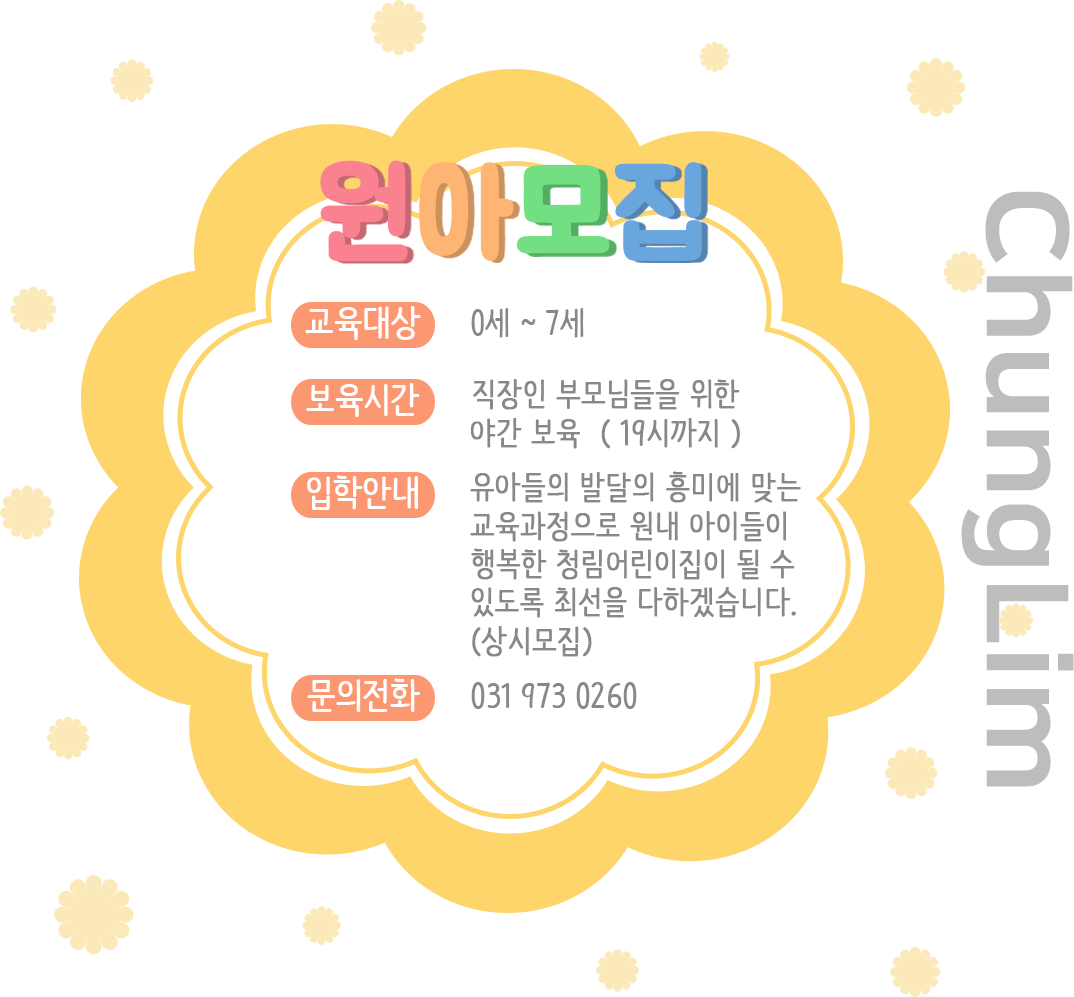 원아모집
교육대상 0세 ~ 7세
보육시간 직장인 부모님들을 위한
야간 보육 ( 19시까지 )
입학안내 유아들의 발달의 흥미에 맞는
교육과정으로 원내 아이들이
행복한 청림어린이집이 될 수
있도록 최선을 다하겠습니다.
(상시모집)
문의전화 031 973 0260
ChungLim